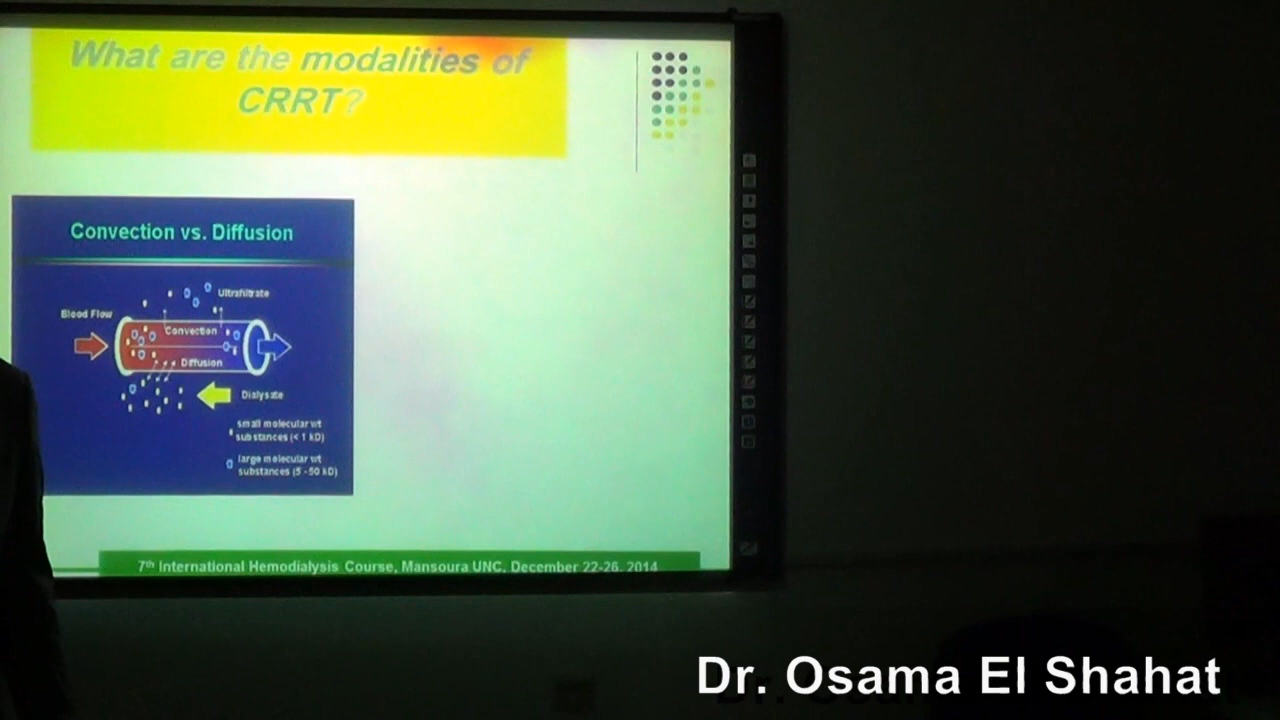 What are the modalities of
CRRT?
Convection vs. Diffusion
Ultrafiltrate
Blood Flow
Convection
Diffusion
Dialysate
small molecular wt
substances (< 1 kD)
large molecular wt
substances (5 - 50 kD)
7th International Hemodialysis Course, Mansoura UNC, December 22-26, 2014
Dr. Osama El Shahat